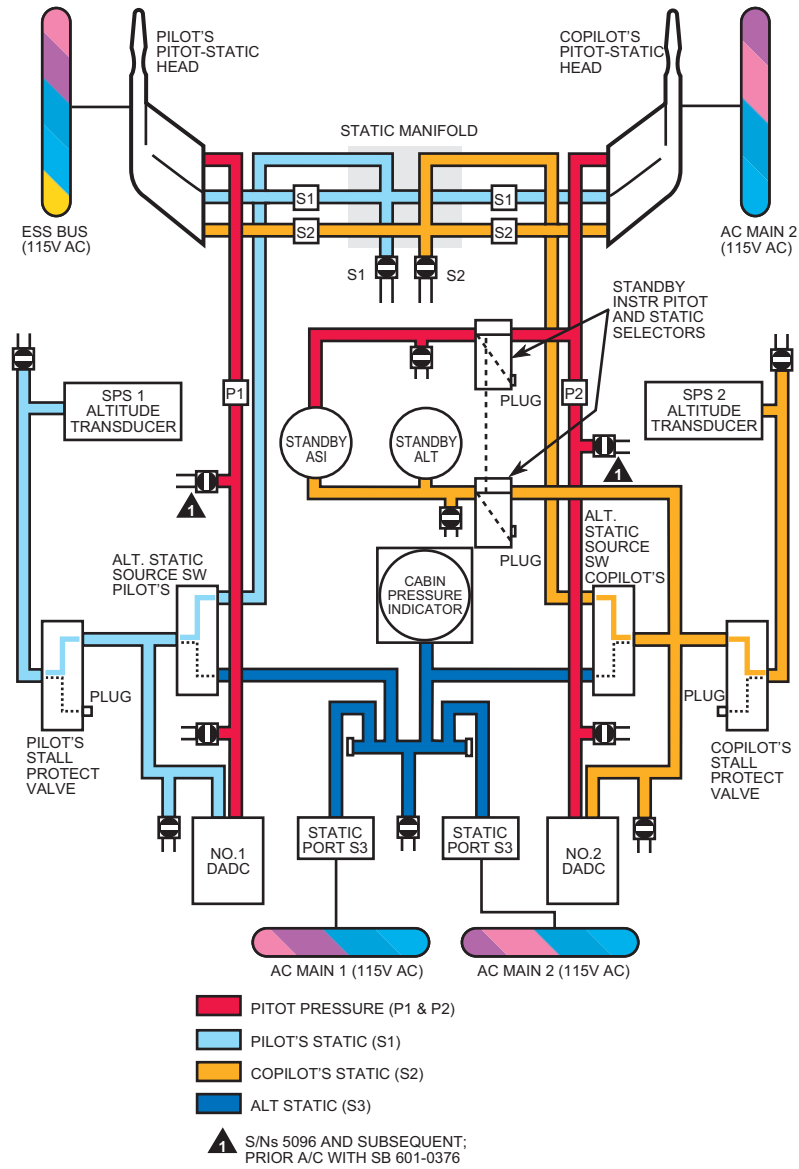 PILOT'S
PITOT-STATIC
HEAD
COPILOT'S
PITOT-STATIC
HEAD
STATIC MANIFOLD
ESS BUS
(115V AC)
AC MAIN 2
(115V AC)
S1
S1
S2
S2
S1
S2
STANDBY
INSTR PITOT
AND STATIC
SELECTORS
SPS 1
ALTITUDE
TRANSDUCER
P1
PLUG
P2
SPS 2
ALTITUDE
TRANSDUCER
STANDBY
ASI
STANDBY
ALT
1
1
PLUG
ALT. STATIC
SOURCE SW
PILOT'S
ALT.
STATIC
SOURCE
SW
COPILOT'S
CABIN
PRESSURE
INDICATOR
PLUG
PILOT'S
STALL
PROTECT
VALVE
PLUG
COPILOT'S
STALL
PROTECT
VALVE
NO.1
DADC
STATIC
PORT S3
STATIC
PORT S3
NO.2
DADC
AC MAIN 1 (115V AC)
AC MAIN 2 (115V AC)
PITOT PRESSURE (P1 & P2)
PILOT'S STATIC (S1)
COPILOT'S STATIC (S2)
ALT STATIC (S3)
1 S/Ns 5096 AND SUBSEQUENT;
PRIOR A/C WITH SB 601-0376